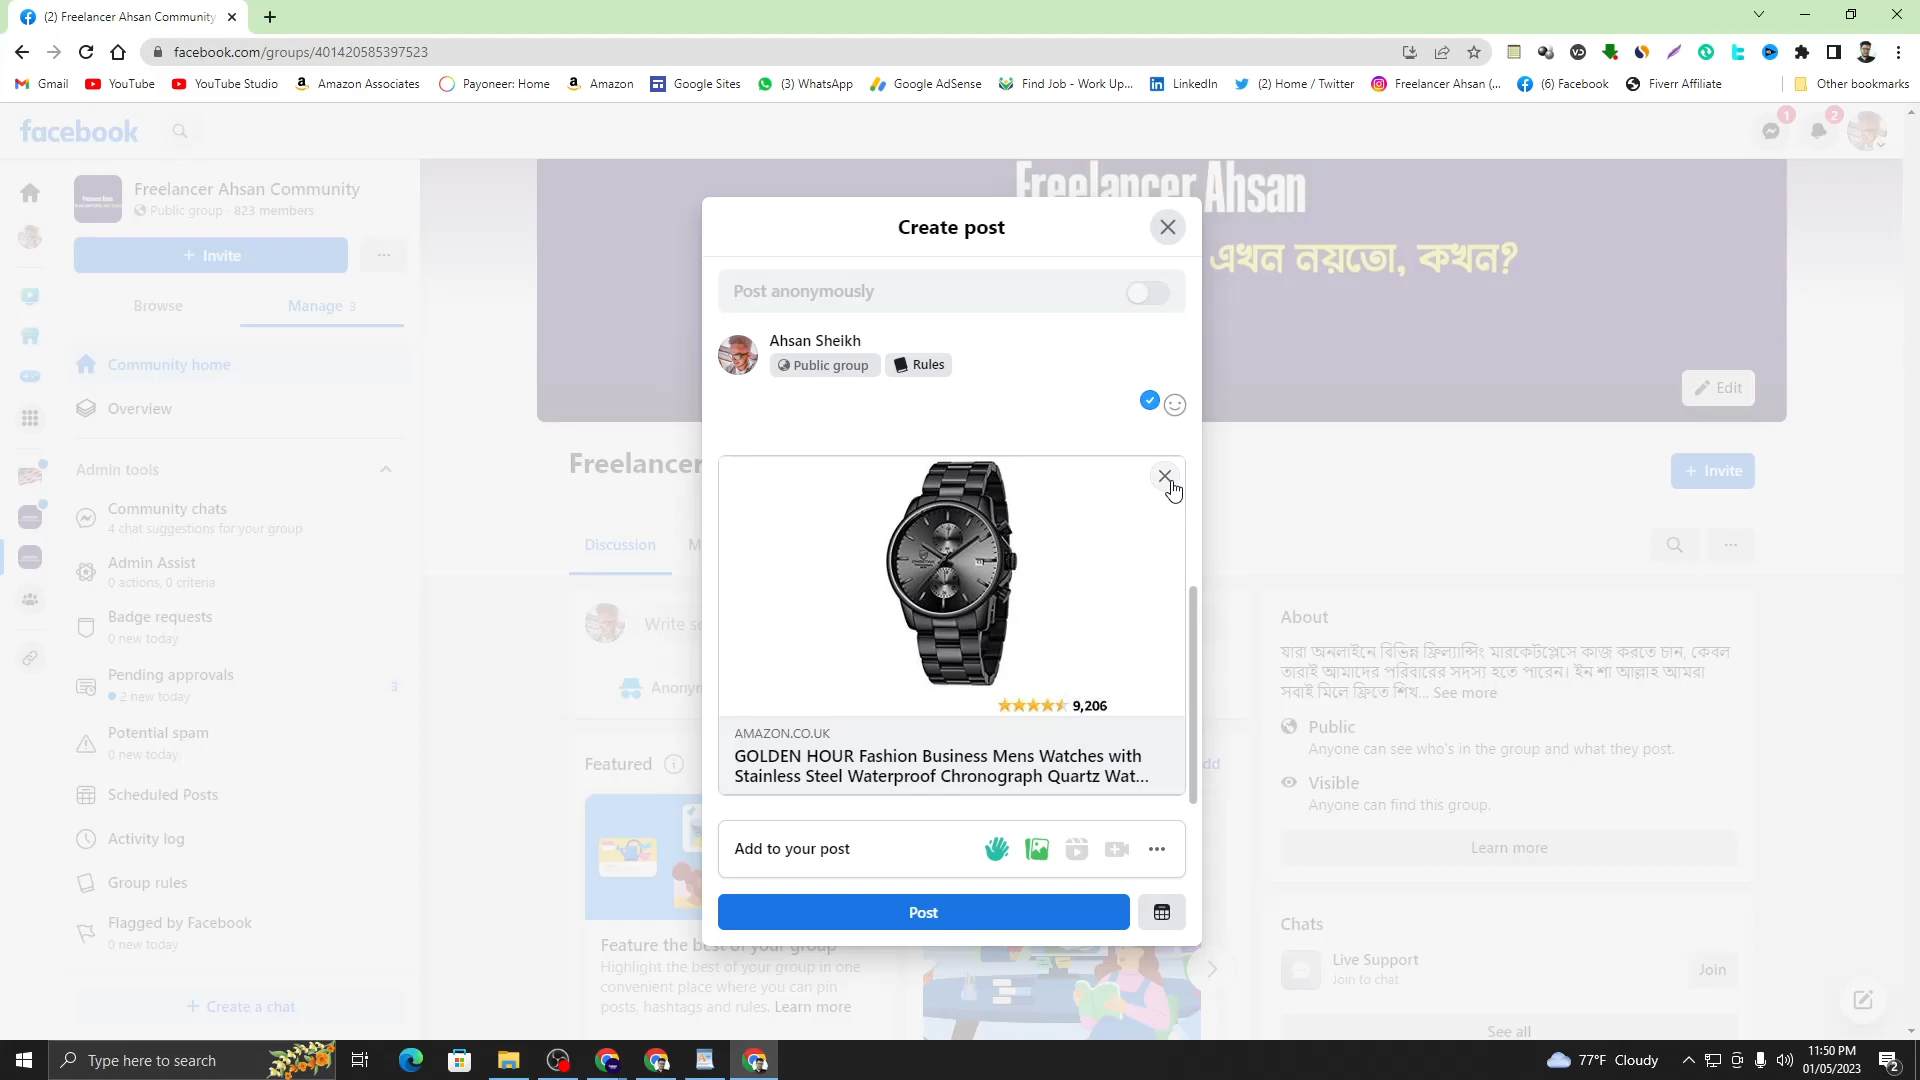 (2) Freelancer Ahsan Community
facebook.com/groups/401420585397523
Gmail
YouTube
YouTube Studio
Amazon Associates
Payoneer: Home
Amazon
Google Sites
(3) WhatsApp
Google AdSense
Find Job - Work Up...
LinkedIn
(2) Home / Twitter
Freelancer Ahsan (...
(6) Facebook
Fiverr Affiliate
Other bookmarks
facebook
1
2
Freelancer Ahsan Community
Public group · 823 members
+ Invite
Browse
Manage 3
Community home
Overview
Admin tools
Community chats
4 chat suggestions for your group
Admin Assist
0 actions, 0 criteria
Badge requests
0 new today
Pending approvals
2 new today
3
Potential spam
0 new today
Scheduled Posts
Activity log
Group rules
Flagged by Facebook
0 new today
+ Create a chat
Freelancer Ahsan
এখন নয়তো, কখন?
Edit
Freelancer
+ Invite
Discussion
Write
Featured
Feature the best of your group
Highlight the best of your group in one
convenient place where you can pin
posts, hashtags and rules. Learn more
Create post
Post anonymously
Ahsan Sheikh
Public group
Rules
9,206
AMAZON.CO.UK
GOLDEN HOUR Fashion Business Mens Watches with
Stainless Steel Waterproof Chronograph Quartz Wat...
Add to your post
Post
About
যারা অনলাইনে বিভিন্ন ফ্রিল্যান্সিং মারকেটপ্লেসে কাজ করতে চান, কেবল
তারাই আমাদের পরিবারের সদস্য হতে পারেন। ইন শা আল্লাহ আমরা
সবাই মিলে ফ্রিতে শিখ... See more
Public
Anyone can see who's in the group and what they post.
Visible
Anyone can find this group.
Learn more
Chats
Live Support
Join to chat
Join
See all
Type here to search
77°F Cloudy
11:50 PM
01/05/2023
2